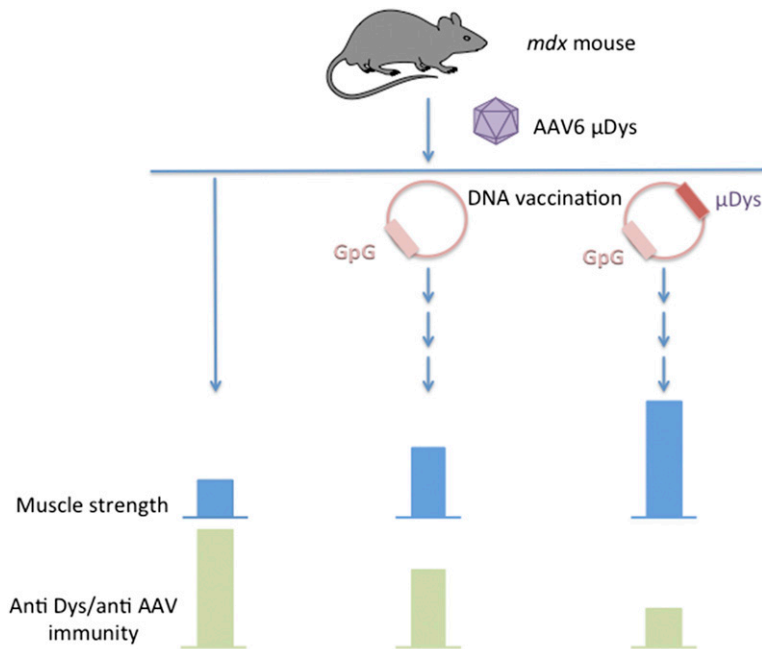 mdx mouse
AAV6 μDys
DNA vaccination
μDys
GpG
GpG
Muscle strength
Anti Dys/anti AAV
immunity